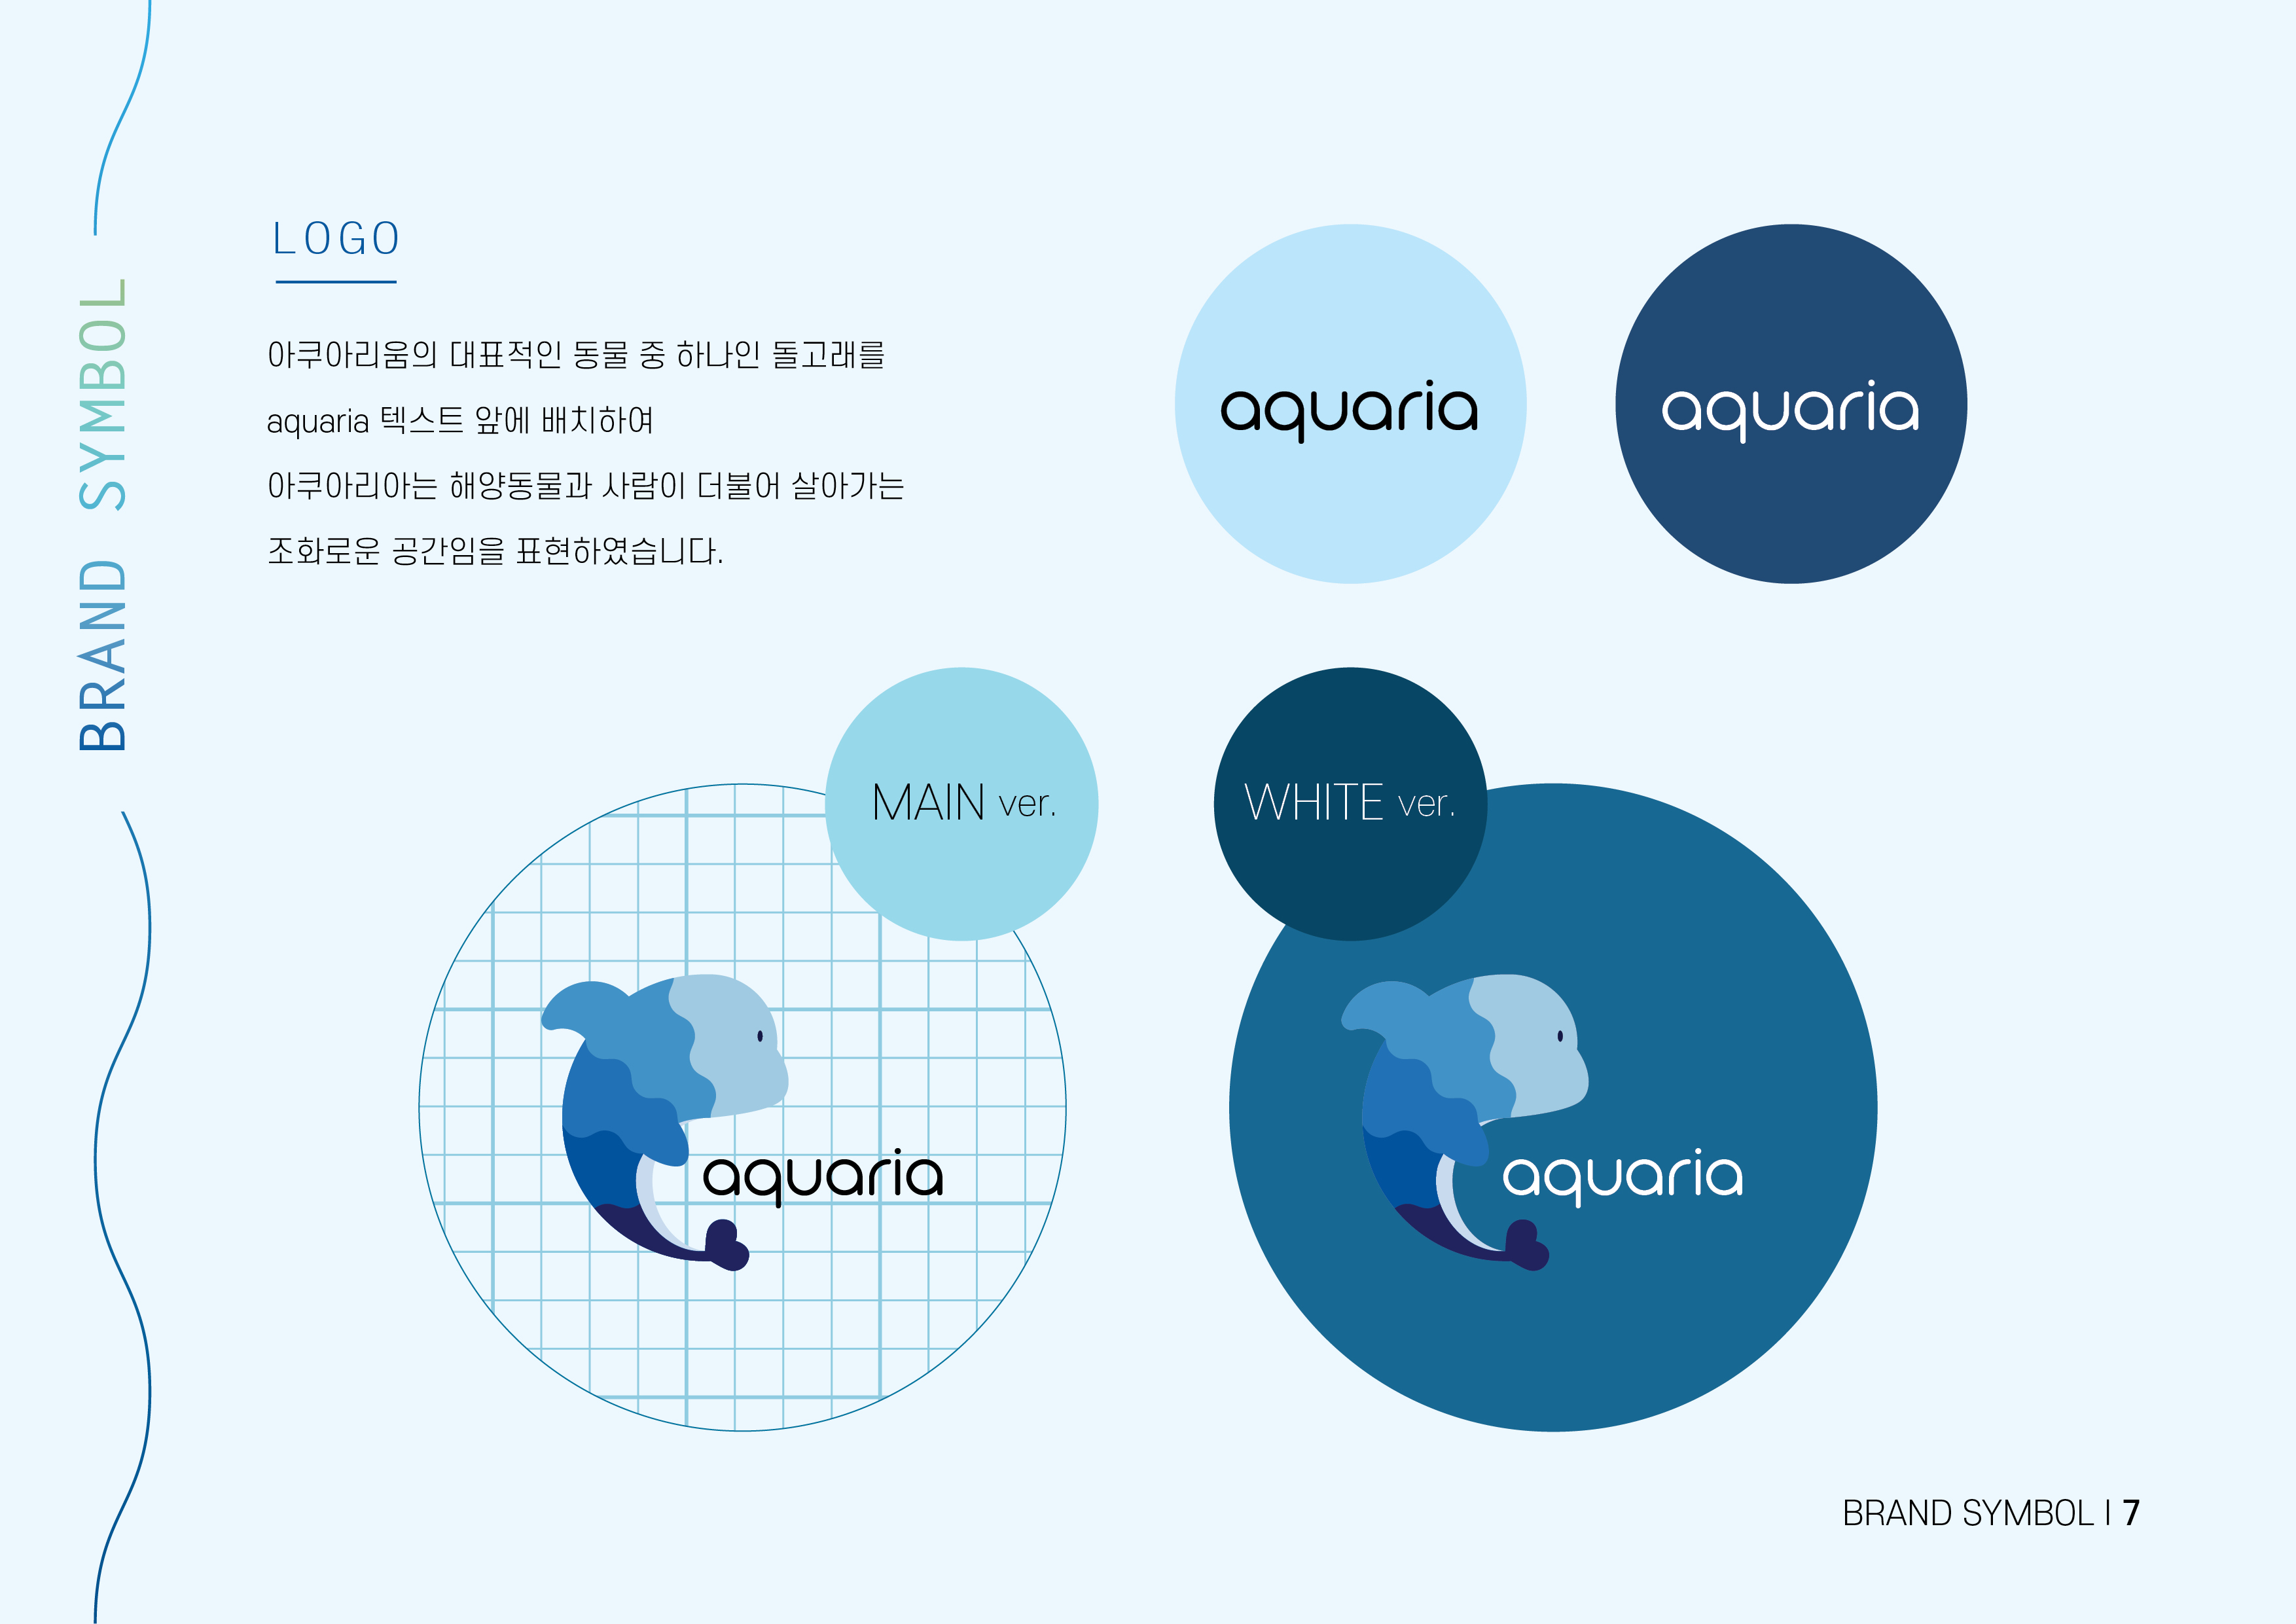 BRAND SYMBOL
LOGO
아쿠아리움의 대표적인 동물 중 하나인 돌고래를
aquaria 텍스트 앞에 배치하여
아쿠아리아는 해양동물과 사람이 더불어 살아가는
조화로운 공간임을 표현하였습니다.
aquaria
aquaria
MAIN ver.
WHITE ver.
aquaria
aquaria
BRAND SYMBOL | 7